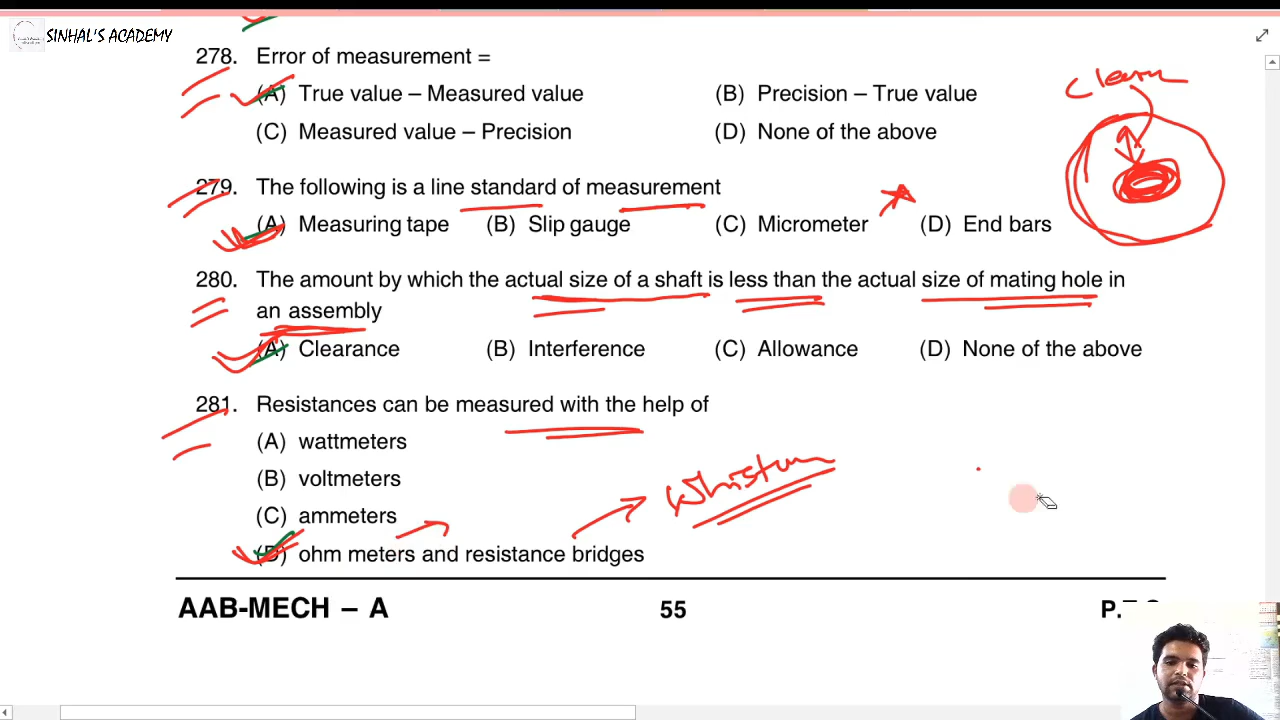 SINHAL'S ACADEMY
278. Error of measurement =
(A) True value – Measured value (B) Precision – True value
(C) Measured value – Precision (D) None of the above
279. The following is a line standard of measurement
(A) Measuring tape (B) Slip gauge (C) Micrometer (D) End bars
280. The amount by which the actual size of a shaft is less than the actual size of mating hole in
an assembly
(A) Clearance (B) Interference (C) Allowance (D) None of the above
281. Resistances can be measured with the help of
(A) wattmeters
(B) voltmeters
(C) ammeters
(D) ohm meters and resistance bridges
AAB-MECH – A 55